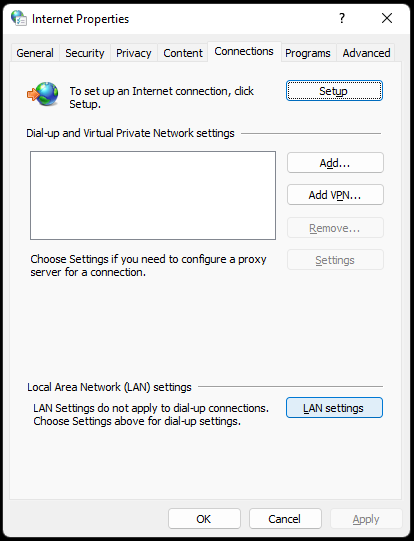 Internet Properties
?
General Security Privacy Content Connections Programs Advanced
To set up an Internet connection, click
Setup.
Setup
Dial-up and Virtual Private Network settings
Add...
Add VPN...
Remove...
Choose Settings if you need to configure a proxy
server for a connection.
Settings
Local Area Network (LAN) settings
LAN Settings do not apply to dial-up connections.
Choose Settings above for dial-up settings.
LAN settings
OK Cancel Apply